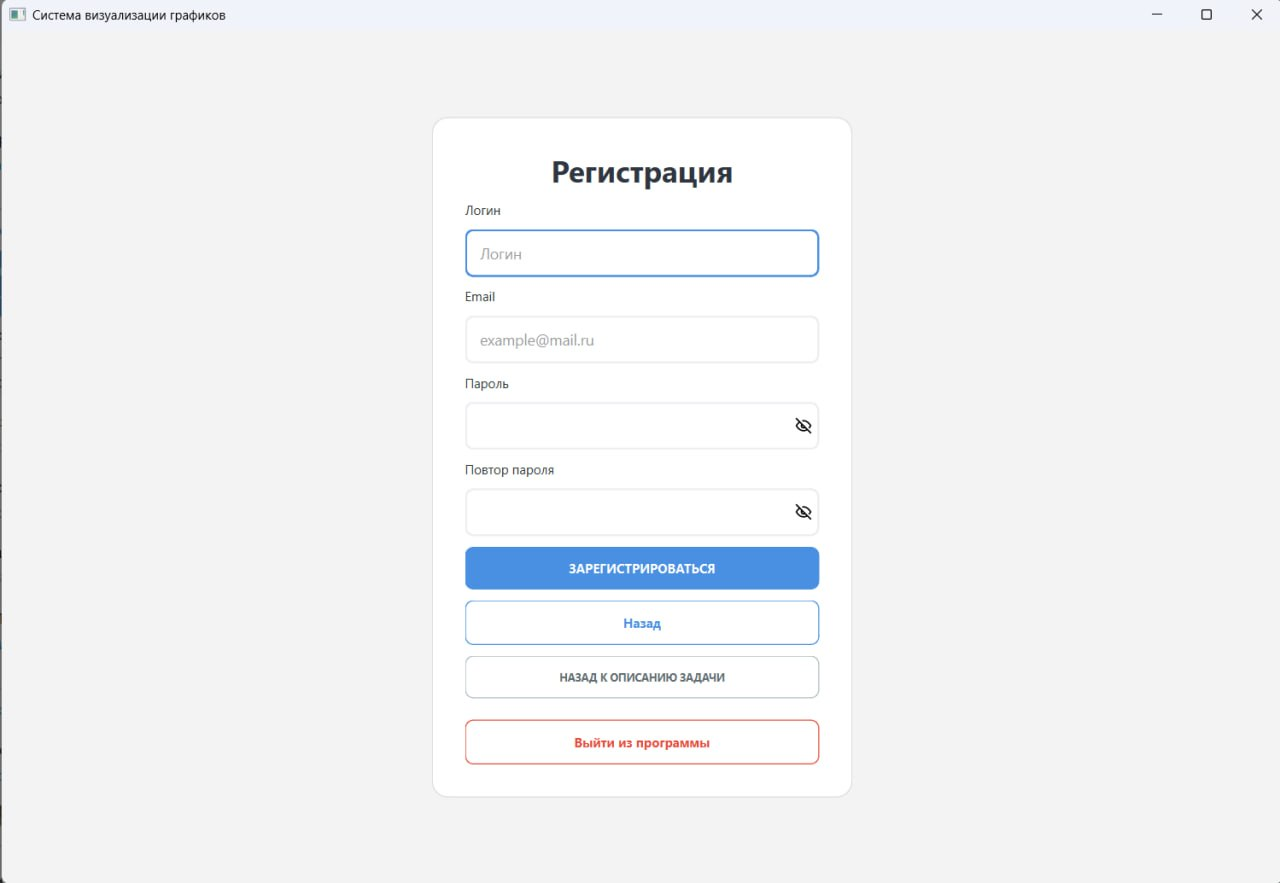 Система визуализации графиков
Регистрация
Логин
Логин
Email
example@mail.ru
Пароль
Повтор пароля
ЗАРЕГИСТРИРОВАТЬСЯ
Назад
НАЗАД К ОПИСАНИЮ ЗАДАЧИ
Выйти из программы